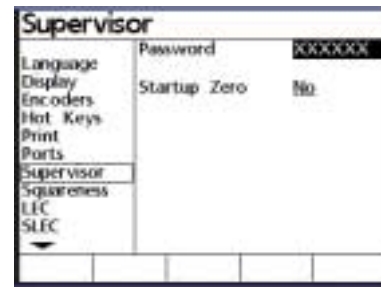 Supervisor
Password XXXXXX
Language
Display
Startup Zero No
Encoders
Hot Keys
Print
Ports
Supervisor
Squareness
LEC
SLEC